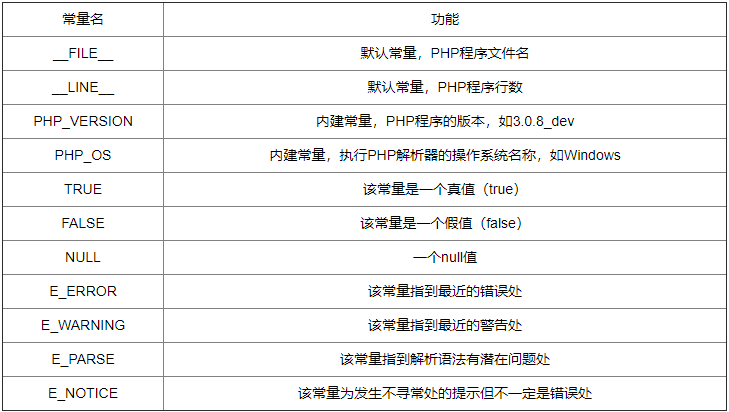 常量名 功能
__FILE__ 默认常量，PHP程序文件名
__LINE__ 默认常量，PHP程序行数
PHP_VERSION 内建常量，PHP程序的版本，如3.0.8_dev
PHP_OS 内建常量，执行PHP解析器的操作系统名称，如Windows
TRUE 该常量是一个真值（true）
FALSE 该常量是一个假值（false）
NULL 一个null值
E_ERROR 该常量指到最近的错误处
E_WARNING 该常量指到最近的警告处
E_PARSE 该常量指到解析语法有潜在问题处
E_NOTICE 该常量为发生不寻常处的提示但不一定是错误处